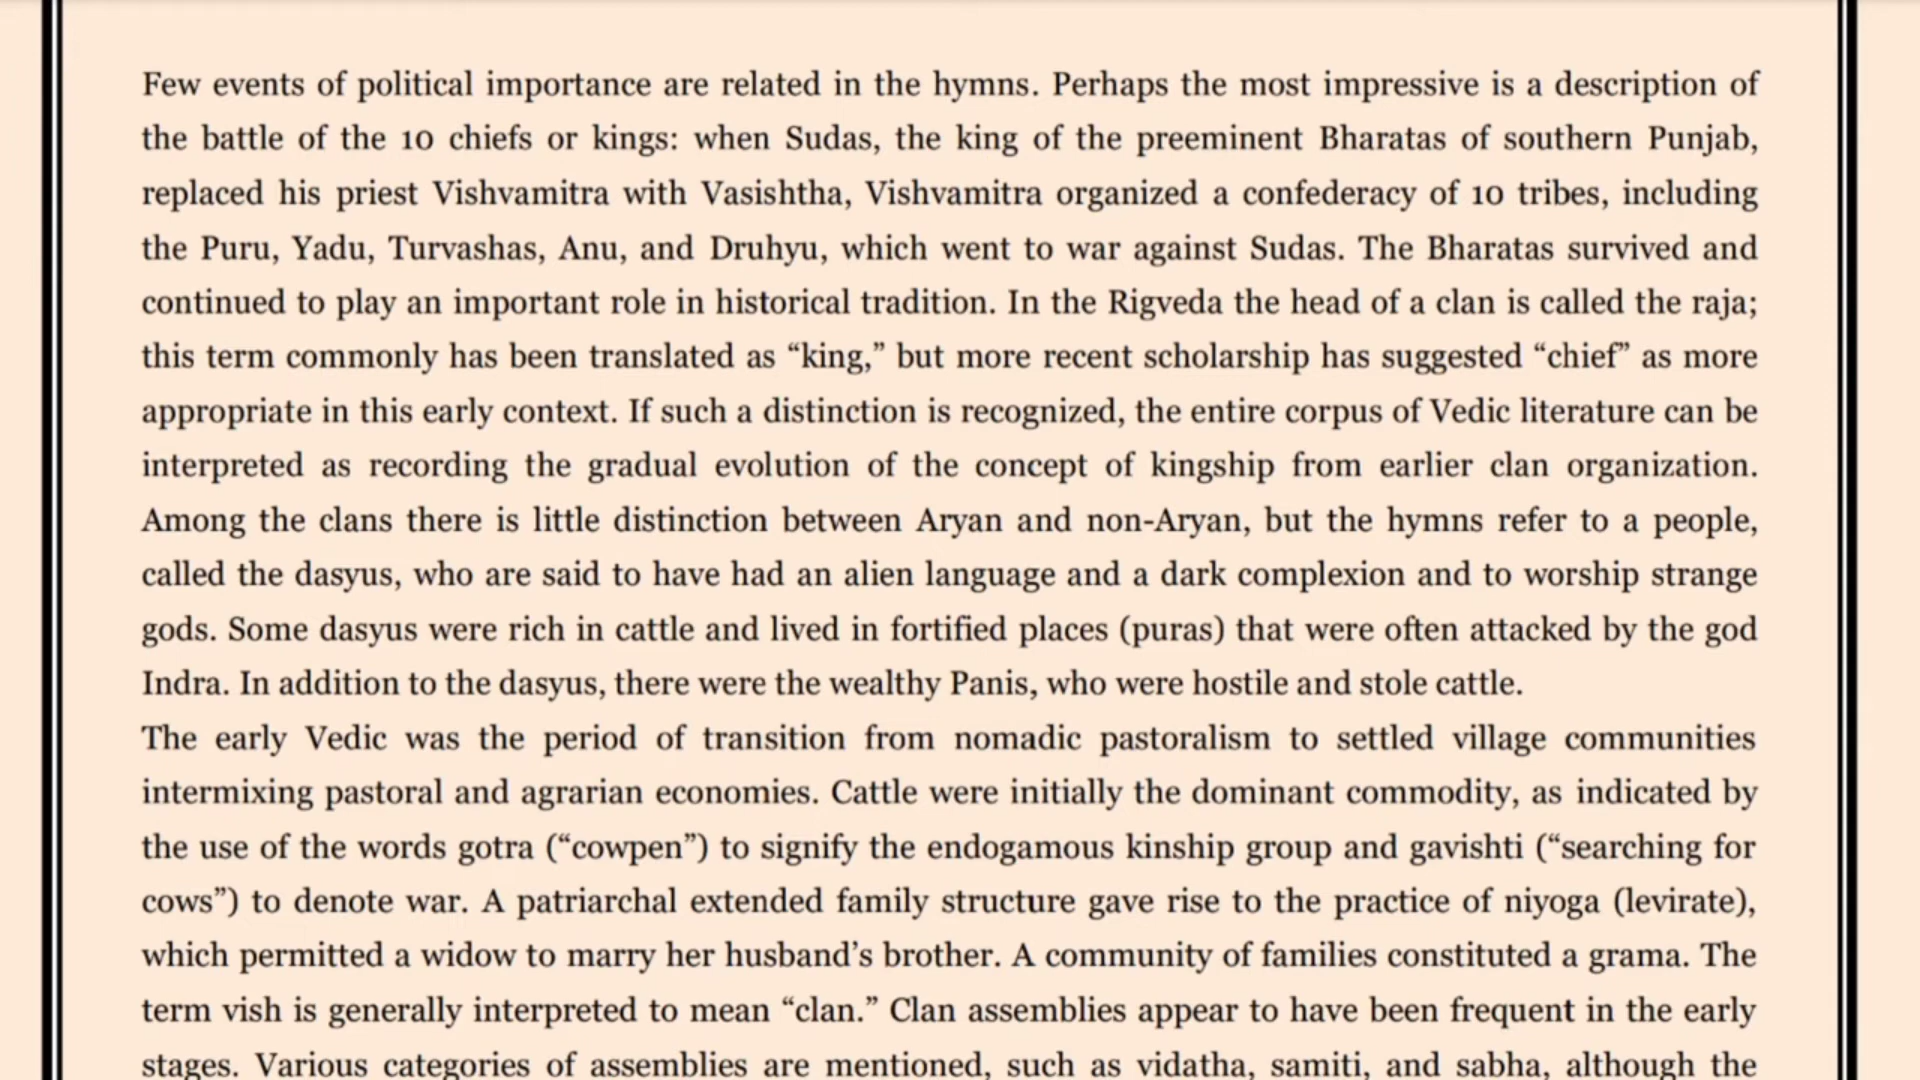 Few events of political importance are related in the hymns. Perhaps the most impressive is a description of
the battle of the 10 chiefs or kings: when Sudas, the king of the preeminent Bharatas of southern Punjab,
replaced his priest Vishvamitra with Vasishtha, Vishvamitra organized a confederacy of 10 tribes, including
the Puru, Yadu, Turvashas, Anu, and Druhyu, which went to war against Sudas. The Bharatas survived and
continued to play an important role in historical tradition. In the Rigveda the head of a clan is called the raja;
this term commonly has been translated as “king,” but more recent scholarship has suggested “chief” as more
appropriate in this early context. If such a distinction is recognized, the entire corpus of Vedic literature can be
interpreted as recording the gradual evolution of the concept of kingship from earlier clan organization.
Among the clans there is little distinction between Aryan and non-Aryan, but the hymns refer to a people,
called the dasyus, who are said to have had an alien language and a dark complexion and to worship strange
gods. Some dasyus were rich in cattle and lived in fortified places (puras) that were often attacked by the god
Indra. In addition to the dasyus, there were the wealthy Panis, who were hostile and stole cattle.
The early Vedic was the period of transition from nomadic pastoralism to settled village communities
intermixing pastoral and agrarian economies. Cattle were initially the dominant commodity, as indicated by
the use of the words gotra (“cowpen”) to signify the endogamous kinship group and gavishti (“searching for
cows”) to denote war. A patriarchal extended family structure gave rise to the practice of niyoga (levirate),
which permitted a widow to marry her husband’s brother. A community of families constituted a grama. The
term vish is generally interpreted to mean “clan.” Clan assemblies appear to have been frequent in the early
stages. Various categories of assemblies are mentioned, such as vidatha, samiti, and sabha, although the